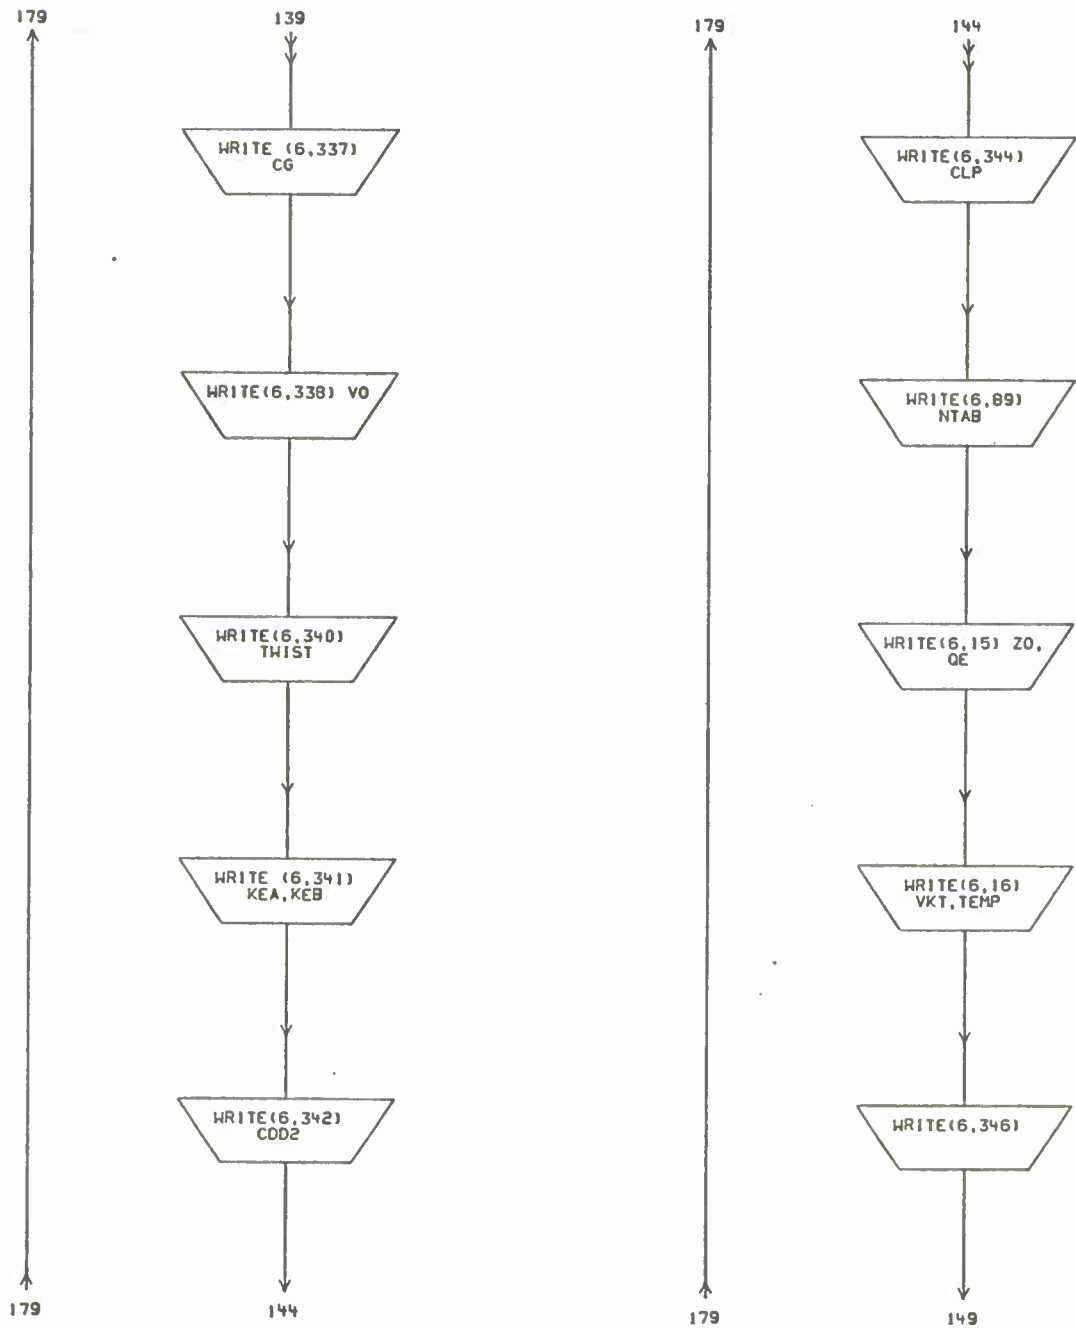 179
139
WRITE (6,337)
CG
WRITE(6,338) VO
WRITE(6,340)
TWIST
WRITE (6,341)
KEA,KEB
WRITE(6,342)
CDD2
179
144
179
144
WRITE(6,344)
CLP
WRITE(6,89)
NTAB
WRITE(6,15) ZO,
QE
WRITE(6,16)
VKT,TEMP
WRITE(6,346)
179
149